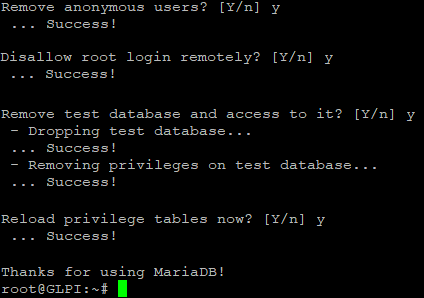 Remove anonymous users? [Y/n] y
... Success!
Disallow root login remotely? [Y/n] y
... Success!
Remove test database and access to it? [Y/n] y
- Dropping test database...
... Success!
- Removing privileges on test database...
... Success!
Reload privilege tables now? [Y/n] y
... Success!
Thanks for using MariaDB!
root@GLPI:~#